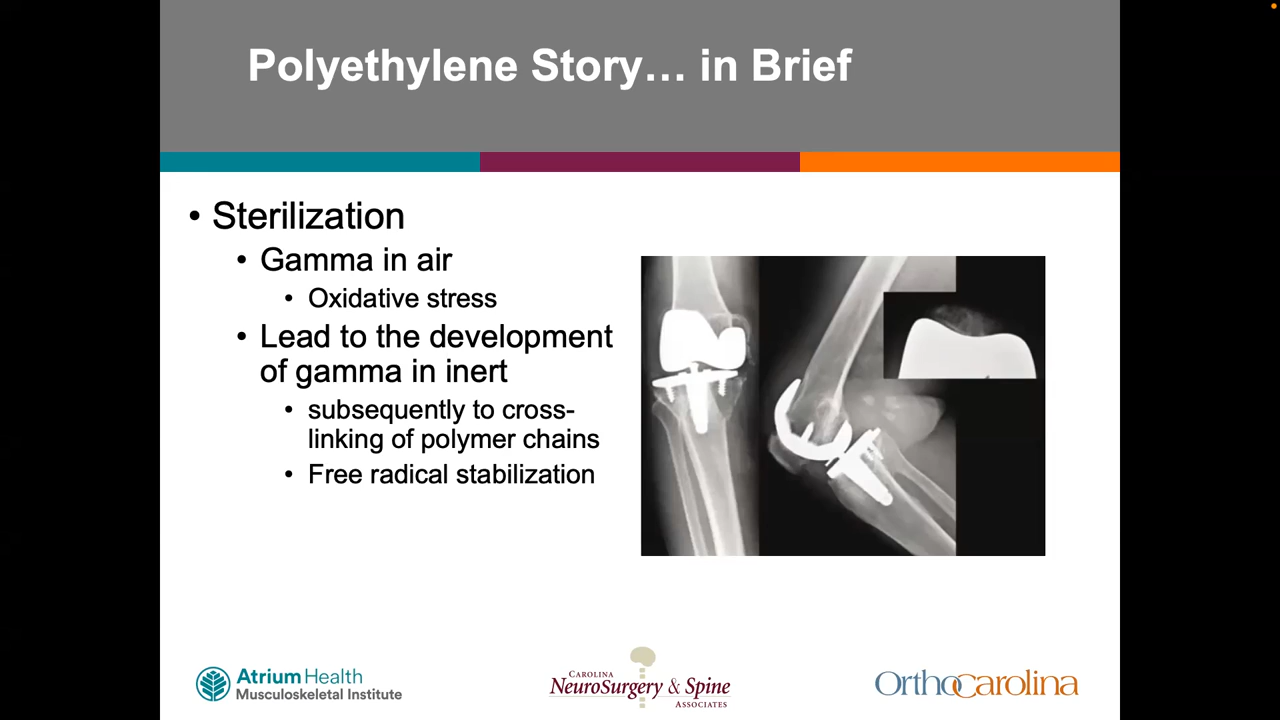 Polyethylene Story… in Brief
• Sterilization
• Gamma in air
• Oxidative stress
• Lead to the development
of gamma in inert
• subsequently to cross-
linking of polymer chains
• Free radical stabilization
Atrium Health
Musculoskeletal Institute
CAROLINA
NEUROSURGERY & SPINE
ASSOCIATES
OrthoCarolina